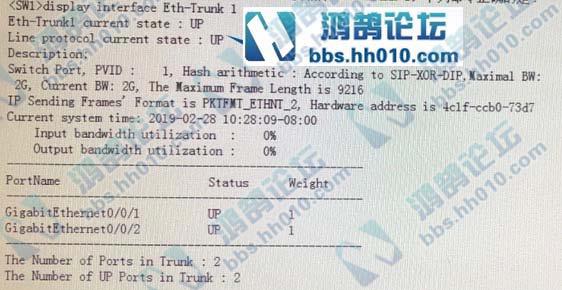 <SW1>display interface Eth-Trunk 1
Eth-Trunk1 current state : UP
Line protocol current state : UP
Description:
Switch Port, PVID : 1, Hash arithmetic : According to SIP-XOR-DIP, Maximal BW:
2G, Current BW: 2G, The Maximum Frame Length is 9216
IP Sending Frames' Format is PKTFMT_ETHNT_2, Hardware address is 4c1f-ccb0-73d7
Current system time: 2019-02-28 10:28:09-08:00
Input bandwidth utilization : 0%
Output bandwidth utilization : 0%
PortName Status Weight
GigabitEthernet0/0/1 UP 1
GigabitEthernet0/0/2 UP 1
The Number of Ports in Trunk : 2
The Number of UP Ports in Trunk : 2
鸿鹄论坛
bbs.hh010.com